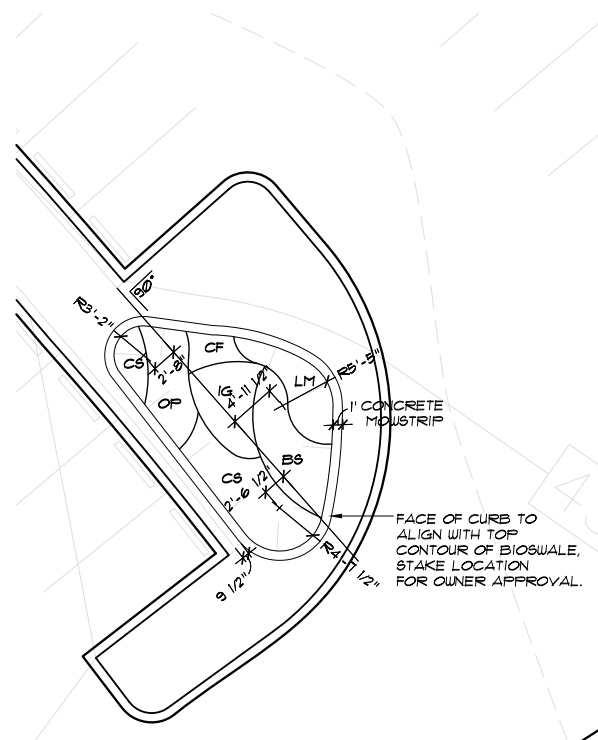 90°
R3'-2"
CF
CS
2'-8"
R5'-5"
IG
4'-11 1/2"
LM
OP
1' CONCRETE
MOWSTRIP
BS
CS
2'-6 1/2"
FACE OF CURB TO
ALIGN WITH TOP
CONTOUR OF BIOSWALE,
STAKE LOCATION
FOR OWNER APPROVAL.
R4'-7 1/2"
9 1/2"